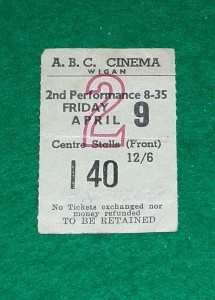 A.B.C. CINEMA
WIGAN
2nd Performance 8-35
FRIDAY
APRIL 9
2
Centre Stalls (Front)
12/6
I 40
No Tickets exchanged nor
money refunded
TO BE RETAINED